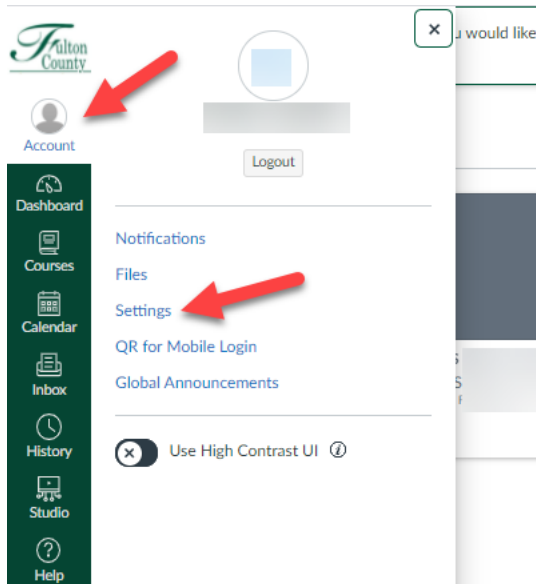 Fulton
County
Account
Dashboard
Courses
Calendar
Inbox
History
Studio
Help
Logout
Notifications
Files
Settings
QR for Mobile Login
Global Announcements
Use High Contrast UI
would like